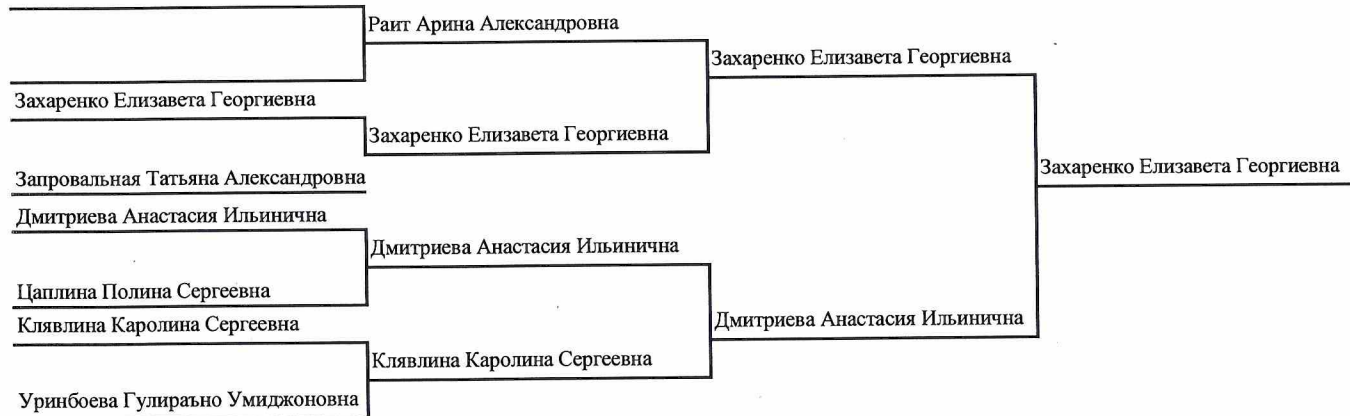 Раит Арина Александровна
Захаренко Елизавета Георгиевна
Захаренко Елизавета Георгиевна
Захаренко Елизавета Георгиевна
Захаренко Елизавета Георгиевна
Запровальная Татьяна Александровна
Дмитриева Анастасия Ильинична
Дмитриева Анастасия Ильинична
Цаплина Полина Сергеевна
Клявлина Каролина Сергеевна
Дмитриева Анастасия Ильинична
Клявлина Каролина Сергеевна
Уринбоева Гулираъно Умиджоновна